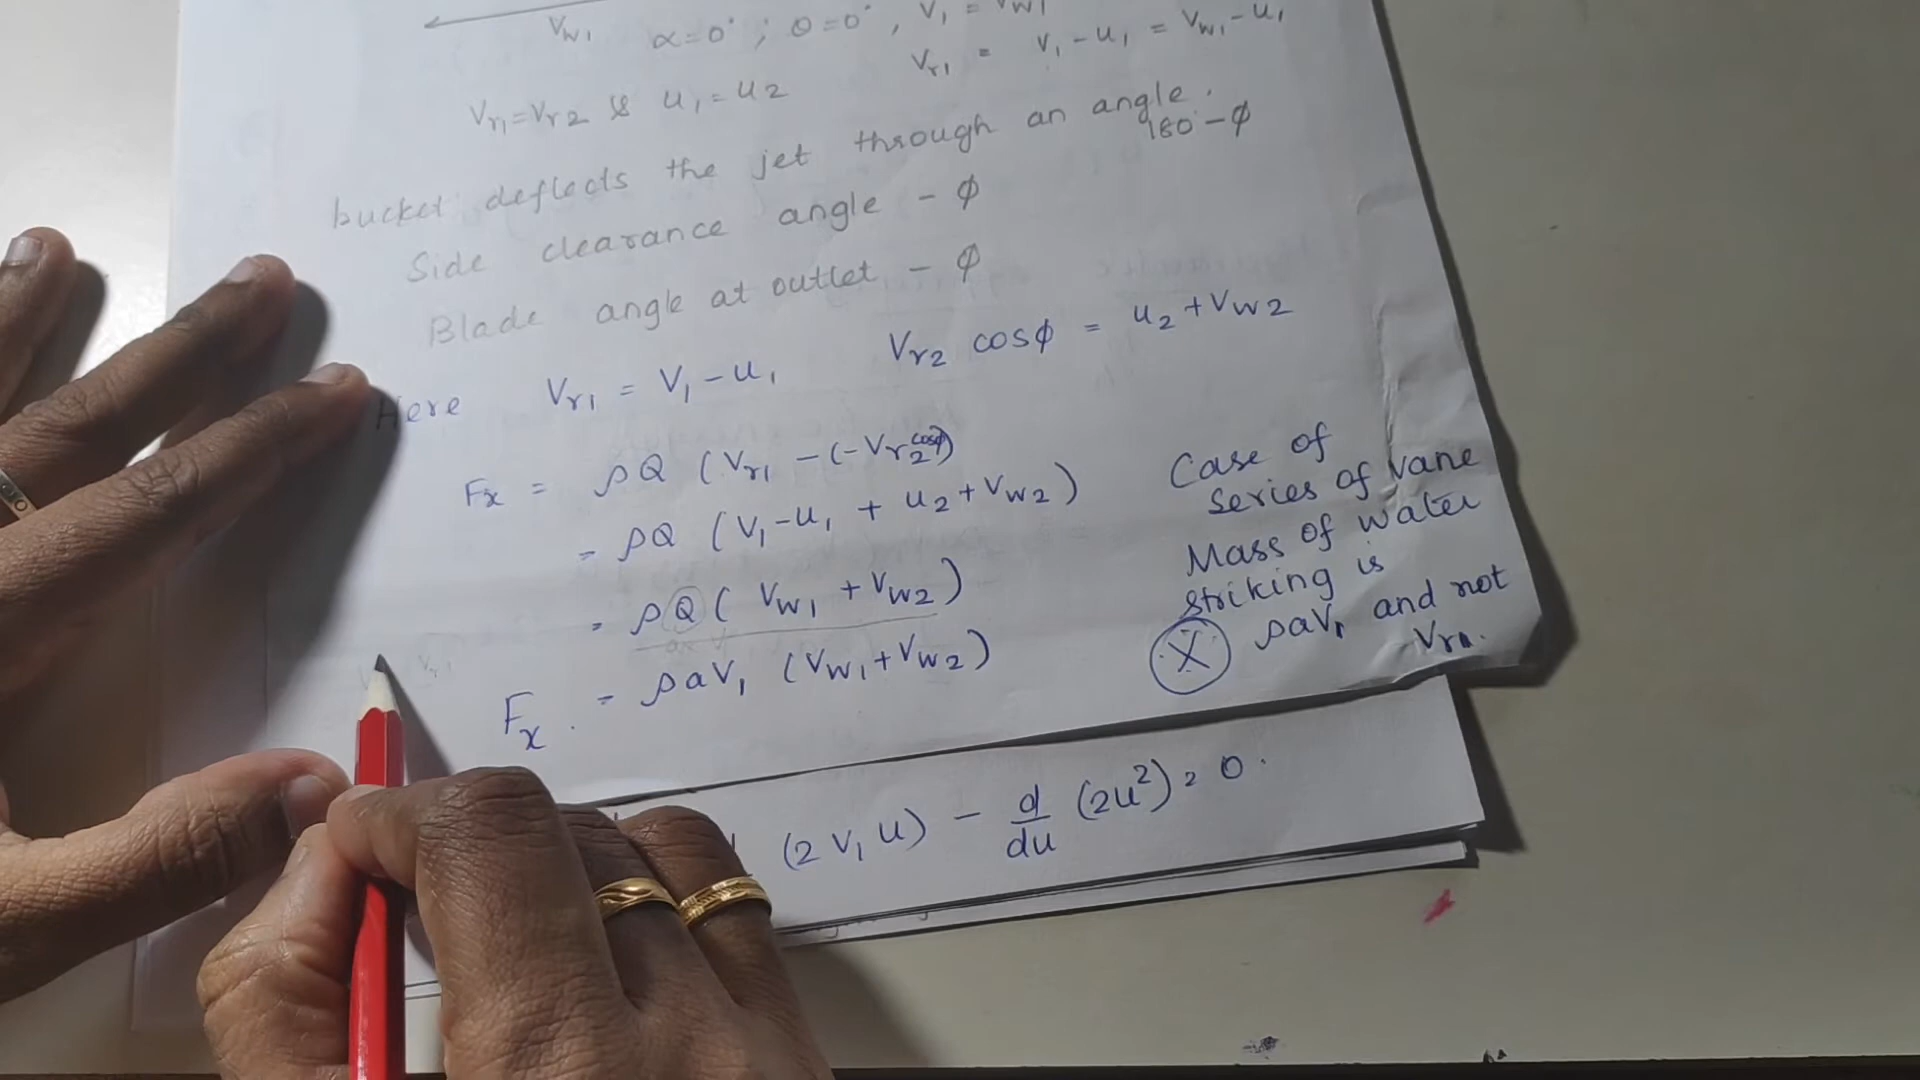 Vw1 α=0°; θ=0°, V1 = Vw1
Vr1 = V1-u1 = Vw1-u1
Vr1=Vr2 & u1=u2
bucket deflects the jet through an angle.
180-φ
Side clearance angle - φ
Blade angle at outlet - φ
Here Vr1 = V1-u1 Vr2 cosφ = u2+Vw2
Fx = ρQ (Vr1 -(-Vr2 cosφ)
= ρQ (V1-u1 + u2+Vw2)
= ρQ (Vw1 +Vw2)
Fx = ρaV1 (Vw1+Vw2)
Case of
Series of vane
Mass of water
striking is
X ρaV1 and not
Vr1.
(2V1u) - d/du (2u²) = 0.